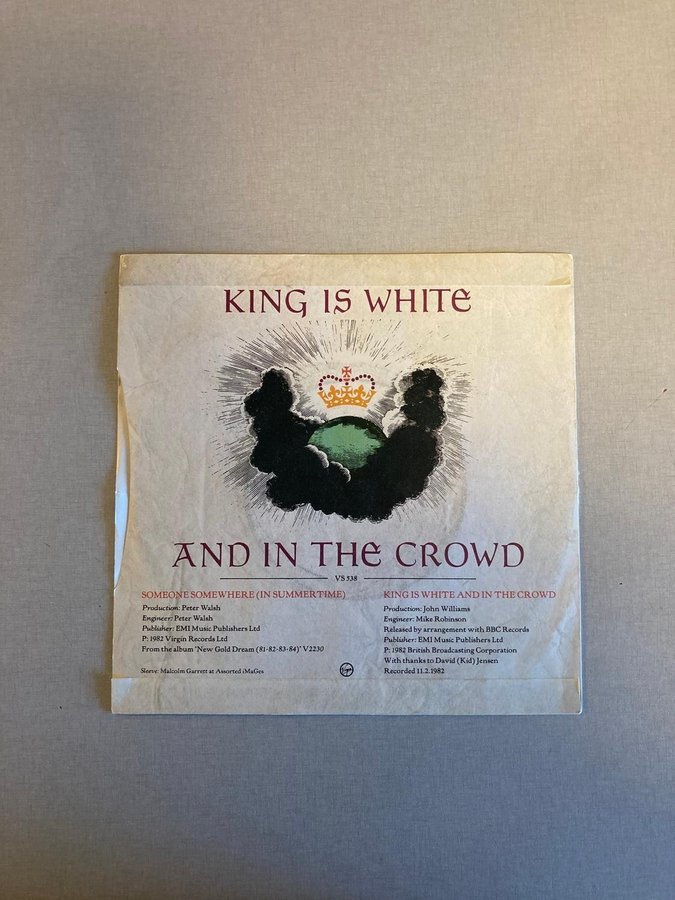 KING IS WHITE
AND IN THE CROWD
VS 538
SOMEONE SOMEWHERE (IN SUMMERTIME)
Production: Peter Walsh
Engineer: Peter Walsh
Publisher: EMI Music Publishers Ltd
P: 1982 Virgin Records Ltd
From the album 'New Gold Dream (81-82-83-84)' V2230
Sleeve: Malcolm Garrett at Assorted iMaGes
Virgin
KING IS WHITE AND IN THE CROWD
Production: John Williams
Engineer: Mike Robinson
Released by arrangement with BBC Records
Publisher: EMI Music Publishers Ltd
P: 1982 British Broadcasting Corporation
With thanks to David (Kid) Jensen
Recorded 11.2.1982